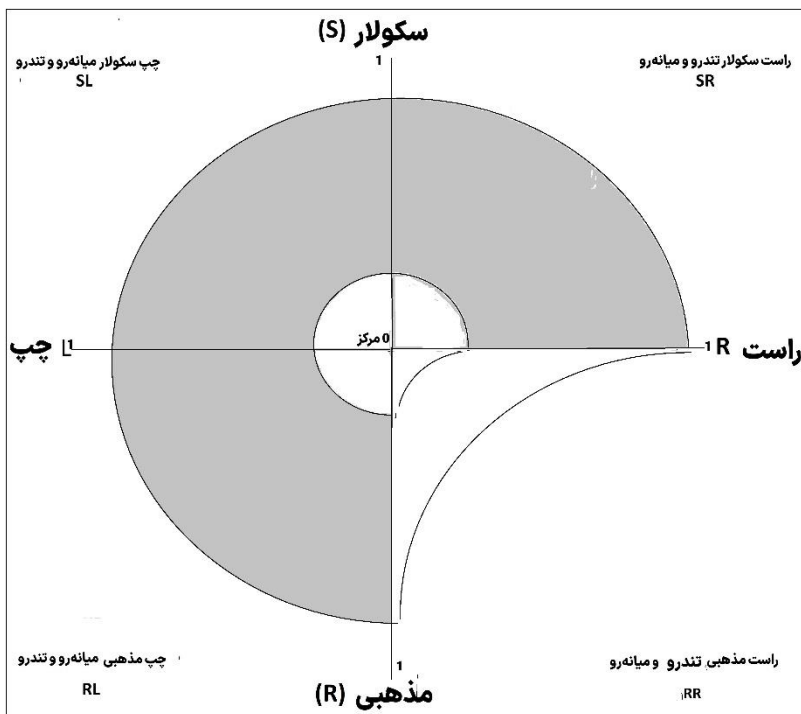 سکولار (S)
1
چپ سکولار میانه‌رو و تندرو
SL
راست سکولار تندرو و میانه‌رو
SR
0 مرکز
چپ L 1
1 R راست
1
مذهبی (R)
چپ مذهبی میانه‌رو و تندرو
RL
راست مذهبی تندرو و میانه‌رو
RR